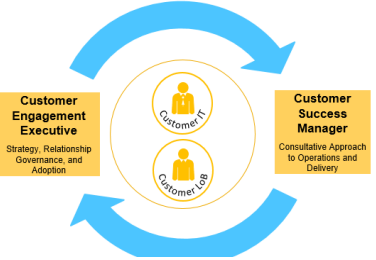 Customer
Engagement
Executive
Strategy, Relationship
Governance, and
Adoption
Customer IT
Customer LoB
Customer
Success
Manager
Consultative Approach
to Operations and
Delivery